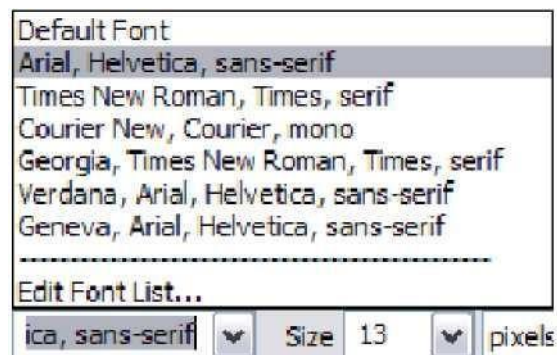 Default Font
Arial, Helvetica, sans-serif
Times New Roman, Times, serif
Courier New, Courier, mono
Georgia, Times New Roman, Times, serif
Verdana, Arial, Helvetica, sans-serif
Geneva, Arial, Helvetica, sans-serif
Edit Font List...
ica, sans-serif Size 13 pixels